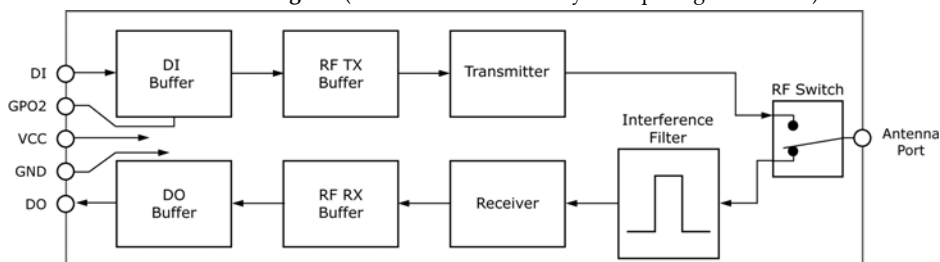 DI
GPO2
VCC
GND
DO
DI
Buffer
RF TX
Buffer
Transmitter
DO
Buffer
RF RX
Buffer
Receiver
Interference
Filter
RF Switch
Antenna
Port